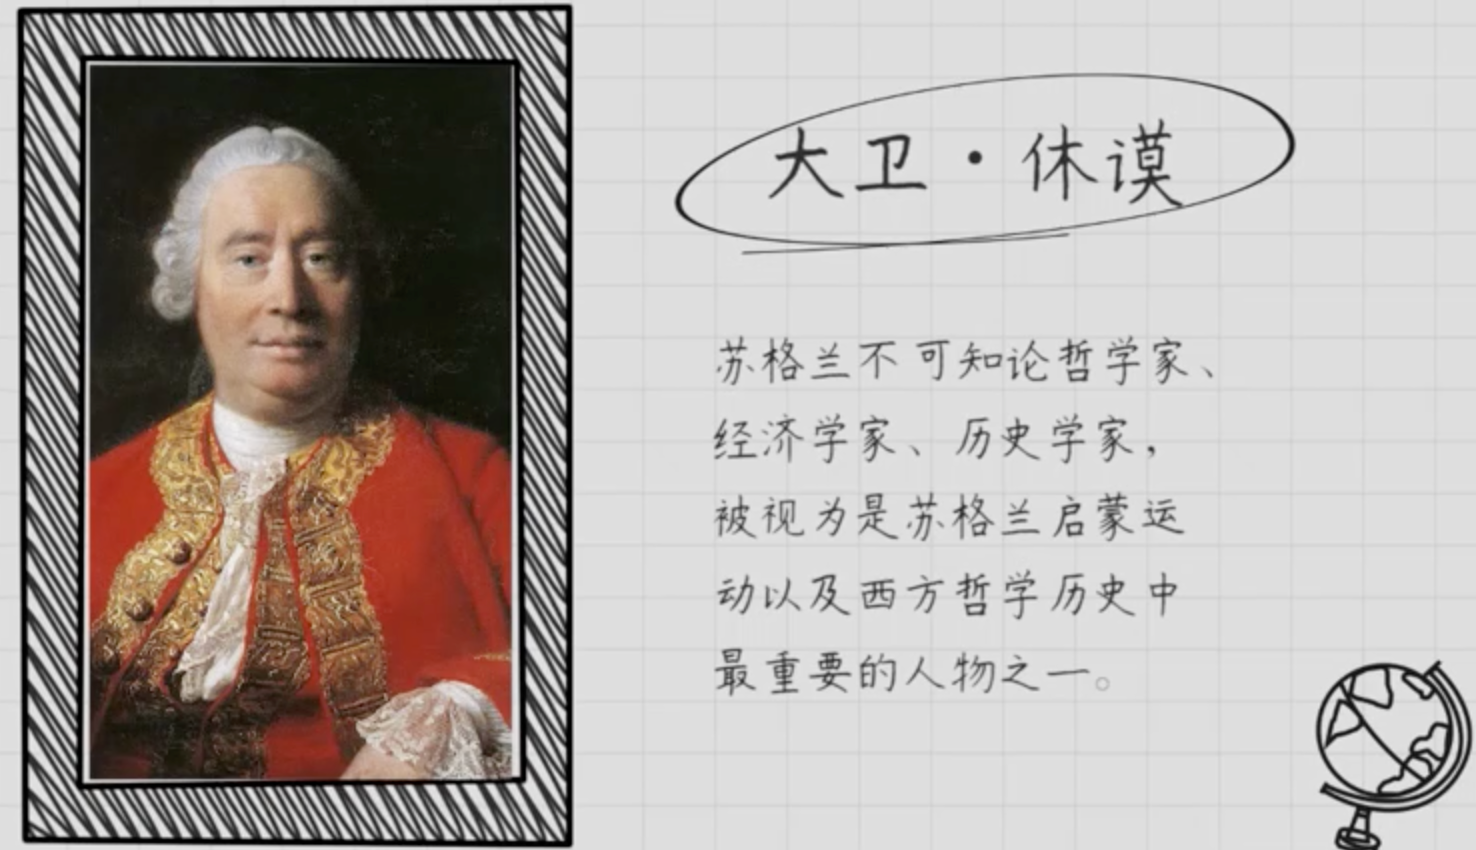 大卫·休谟
苏格兰不可知论哲学家、
经济学家、历史学家，
被视为是苏格兰启蒙运
动以及西方哲学历史中
最重要的人物之一。